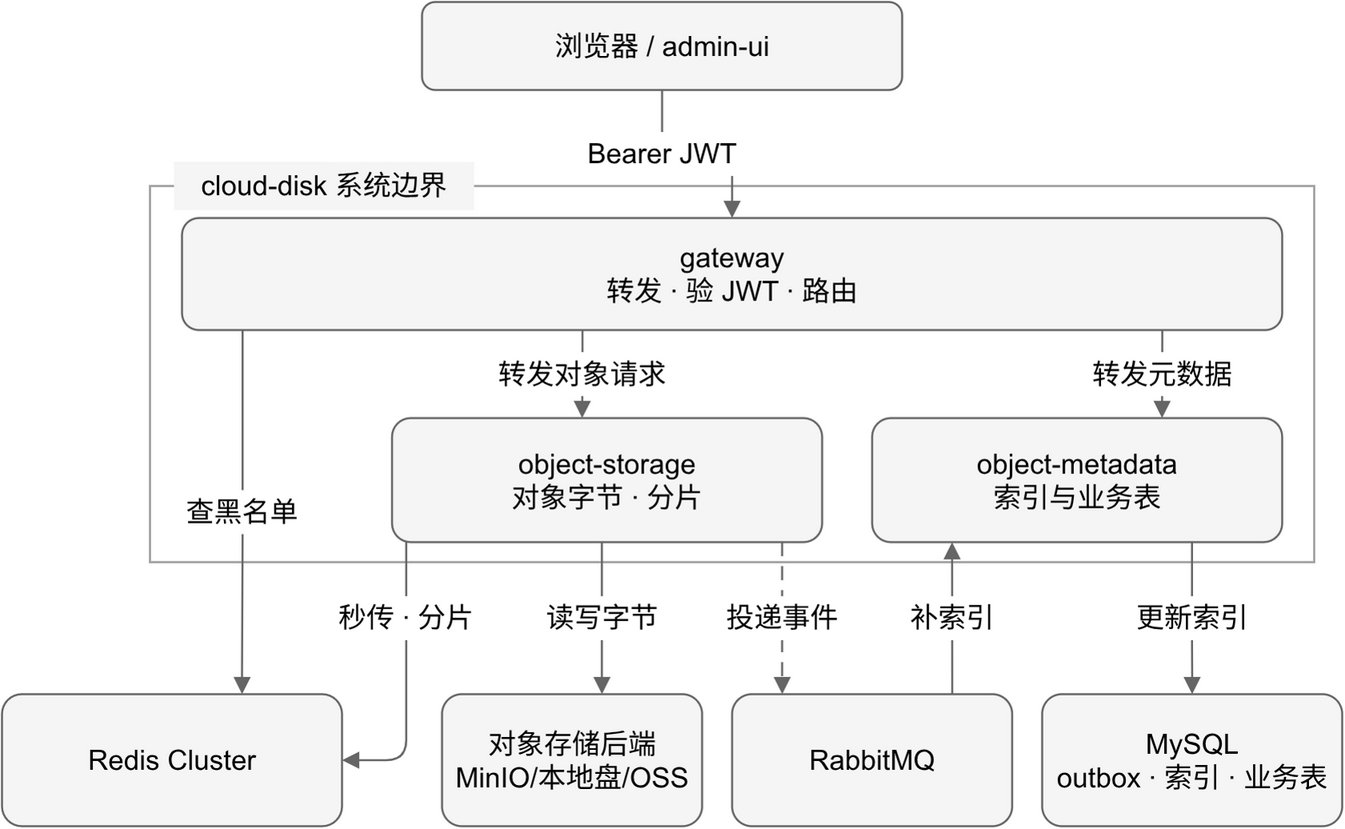 浏览器 / admin-ui
Bearer JWT
cloud-disk 系统边界
gateway
转发 · 验 JWT · 路由
转发对象请求
转发元数据
object-storage
对象字节 · 分片
object-metadata
索引与业务表
查黑名单
秒传 · 分片
读写字节
投递事件
补索引
更新索引
Redis Cluster
对象存储后端
MinIO/本地盘/OSS
RabbitMQ
MySQL
outbox · 索引 · 业务表